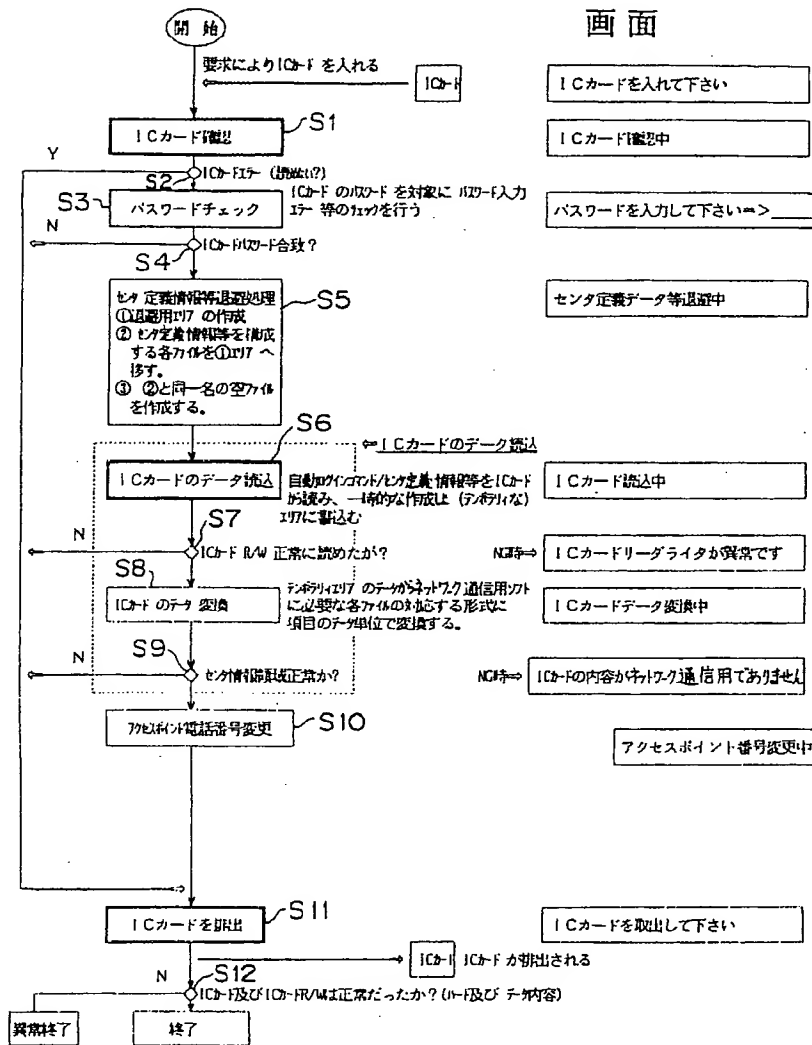 画面
開始
要求によりICカード を入れる
ICカード
ICカードを入れて下さい
ICカード確認
S1
ICカード確認中
Y
S2
ICカードエラー (読めない?)
S3
パスワードチェック
ICカード のパスワード を対象に パスワード入力
エラー 等のチェックを行う
パスワードを入力して下さい=>
N
ICカードパスワード合致?
S4
センタ 定義情報等退避処理
①退避用エリア の作成
② センタ定義情報等を構成
する各ファイルを①エリア へ
移す。
③ ②と同一名の空ファイル
を作成する。
S5
センタ定義データ等退避中
S6
⇐ICカードのデータ読込
ICカードのデータ読込
自動ログインコマンド/センタ定義情報等をICカード
から読み、一時的な作成 (テンポラリィな)
エリアに書込む
ICカード読込中
S7
N
ICカード R/W 正常に読めたか?
NG時⇒
ICカードリーダライタが異常です
S8
ICカード のデータ 変換
テンポラリィエリア のデータからネットワーク 通信用ソフト
に必要な各ファイルの対応する形式に
項目のデータ単位で変換する。
ICカードデータ変換中
S9
N
センタ情報 正常か?
NG時⇒
ICカードの内容がネットワーク通信用でありません
アクセスポイント電話番号変更
S10
アクセスポイント番号変更中
ICカードを排出
S11
ICカードを取出して下さい
ICカード
ICカード が排出される
N
S12
ICカード及びICカードR/Wは正常だったか? (ハード及び データ内容)
異常終了
終了